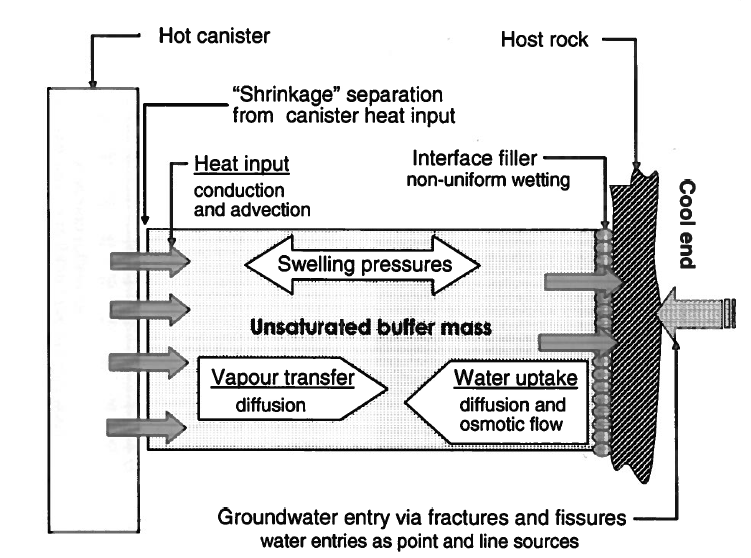 Hot canister
Host rock
“Shrinkage” separation
from canister heat input
Heat input
conduction
and advection
Interface filler
non-uniform wetting
Cool end
Swelling pressures
Unsaturated buffer mass
Vapour transfer
diffusion
Water uptake
diffusion and
osmotic flow
Groundwater entry via fractures and fissures
water entries as point and line sources